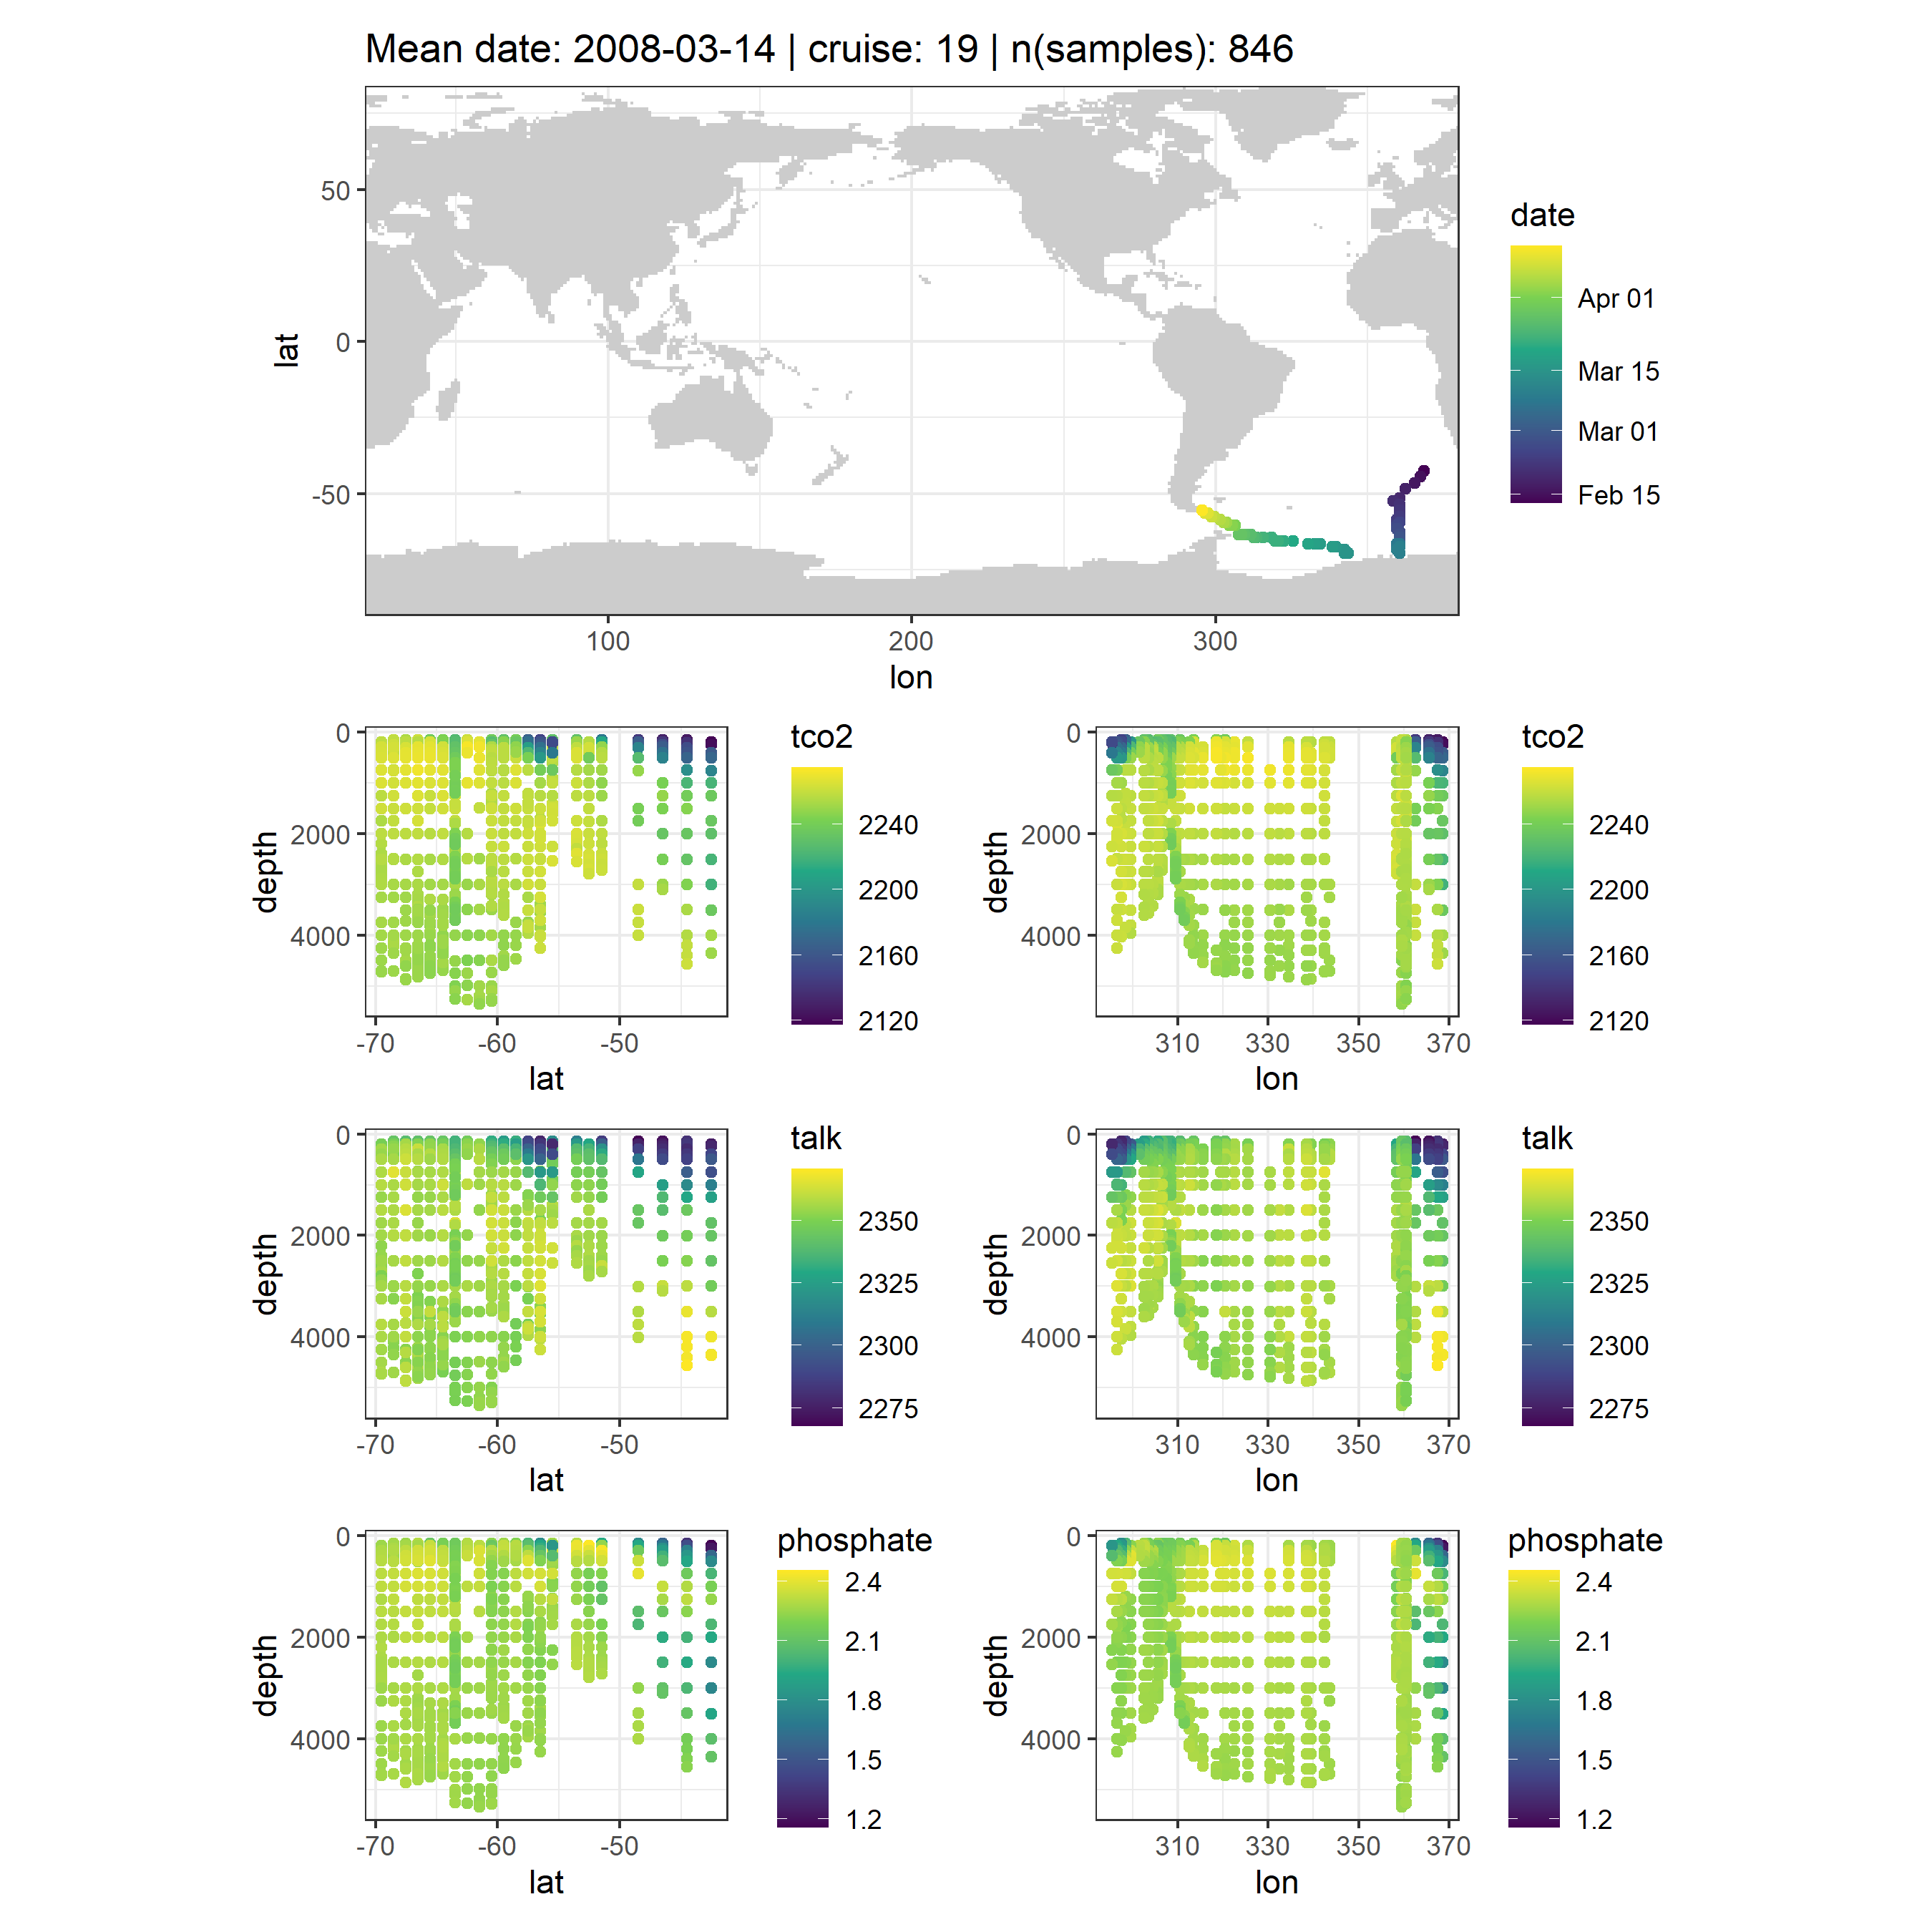 Mean date: 2008-03-14 | cruise: 19 | n(samples): 846
lat
50
0
-50
100
200
300
lon
date
Apr 01
Mar 15
Mar 01
Feb 15
depth
0
2000
4000
-70
-60
-50
lat
tco2
2240
2200
2160
2120
depth
0
2000
4000
310
330
350
370
lon
tco2
2240
2200
2160
2120
depth
0
2000
4000
-70
-60
-50
lat
talk
2350
2325
2300
2275
depth
0
2000
4000
310
330
350
370
lon
talk
2350
2325
2300
2275
depth
0
2000
4000
-70
-60
-50
lat
phosphate
2.4
2.1
1.8
1.5
1.2
depth
0
2000
4000
310
330
350
370
lon
phosphate
2.4
2.1
1.8
1.5
1.2